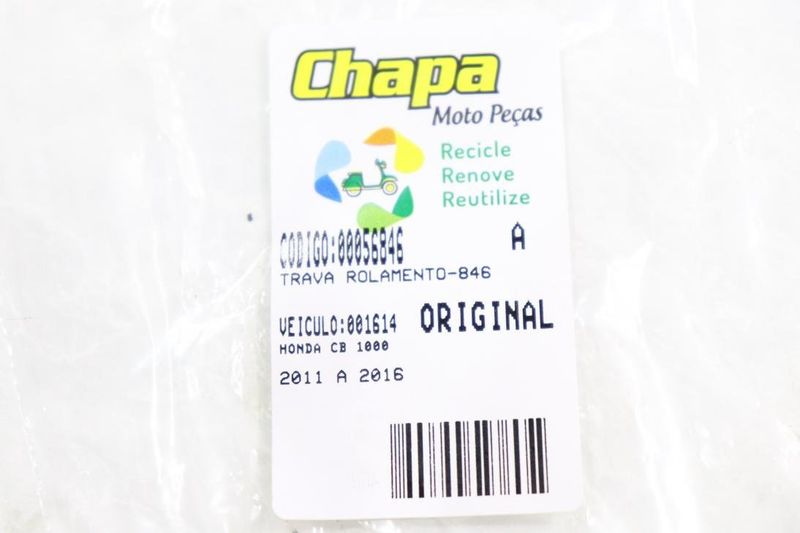 Chapa
Moto Peças
Recicle
Renove
Reutilize
CODIGO:00056846 A
TRAVA ROLAMENTO-846
VEICULO:001614 ORIGINAL
HONDA CB 1000
2011 A 2016